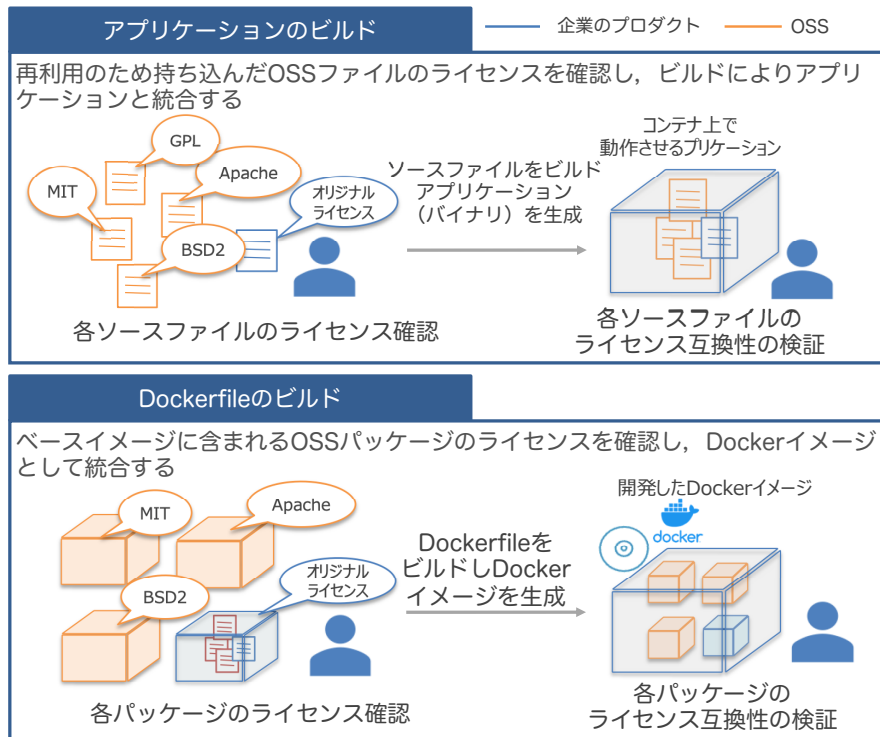 アプリケーションのビルド
企業のプロダクト
OSS
再利用のため持ち込んだOSSファイルのライセンスを確認し，ビルドによりアプリ
ケーションと統合する
GPL
Apache
MIT
BSD2
オリジナル
ライセンス
ソースファイルをビルド
アプリケーション
（バイナリ）を生成
コンテナ上で
動作させるプリケーション
各ソースファイルのライセンス確認
各ソースファイルの
ライセンス互換性の検証
Dockerfileのビルド
ベースイメージに含まれるOSSパッケージのライセンスを確認し，Dockerイメージ
として統合する
MIT
Apache
BSD2
オリジナル
ライセンス
Dockerfileを
ビルドしDocker
イメージを生成
開発したDockerイメージ
docker
各パッケージのライセンス確認
各パッケージの
ライセンス互換性の検証